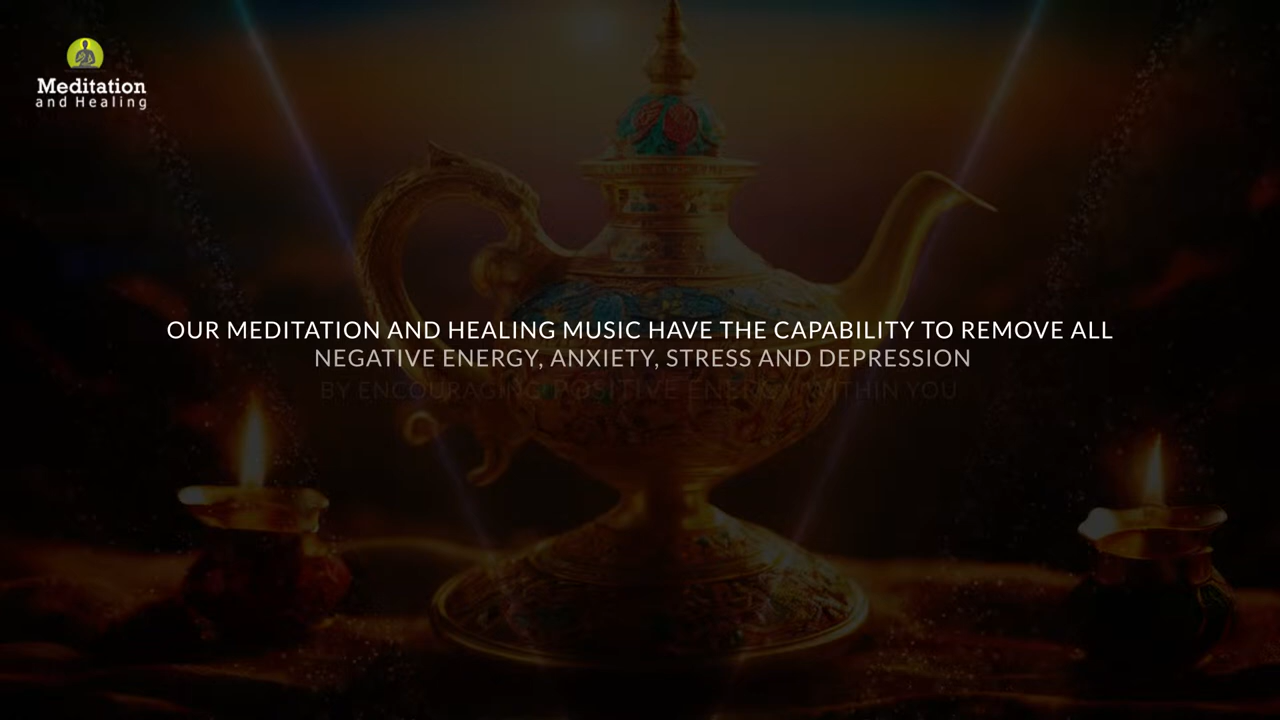 Meditation
and Healing
OUR MEDITATION AND HEALING MUSIC HAVE THE CAPABILITY TO REMOVE ALL
NEGATIVE ENERGY, ANXIETY, STRESS AND DEPRESSION
BY ENCOURAGING POSITIVE ENERGY WITHIN YOU